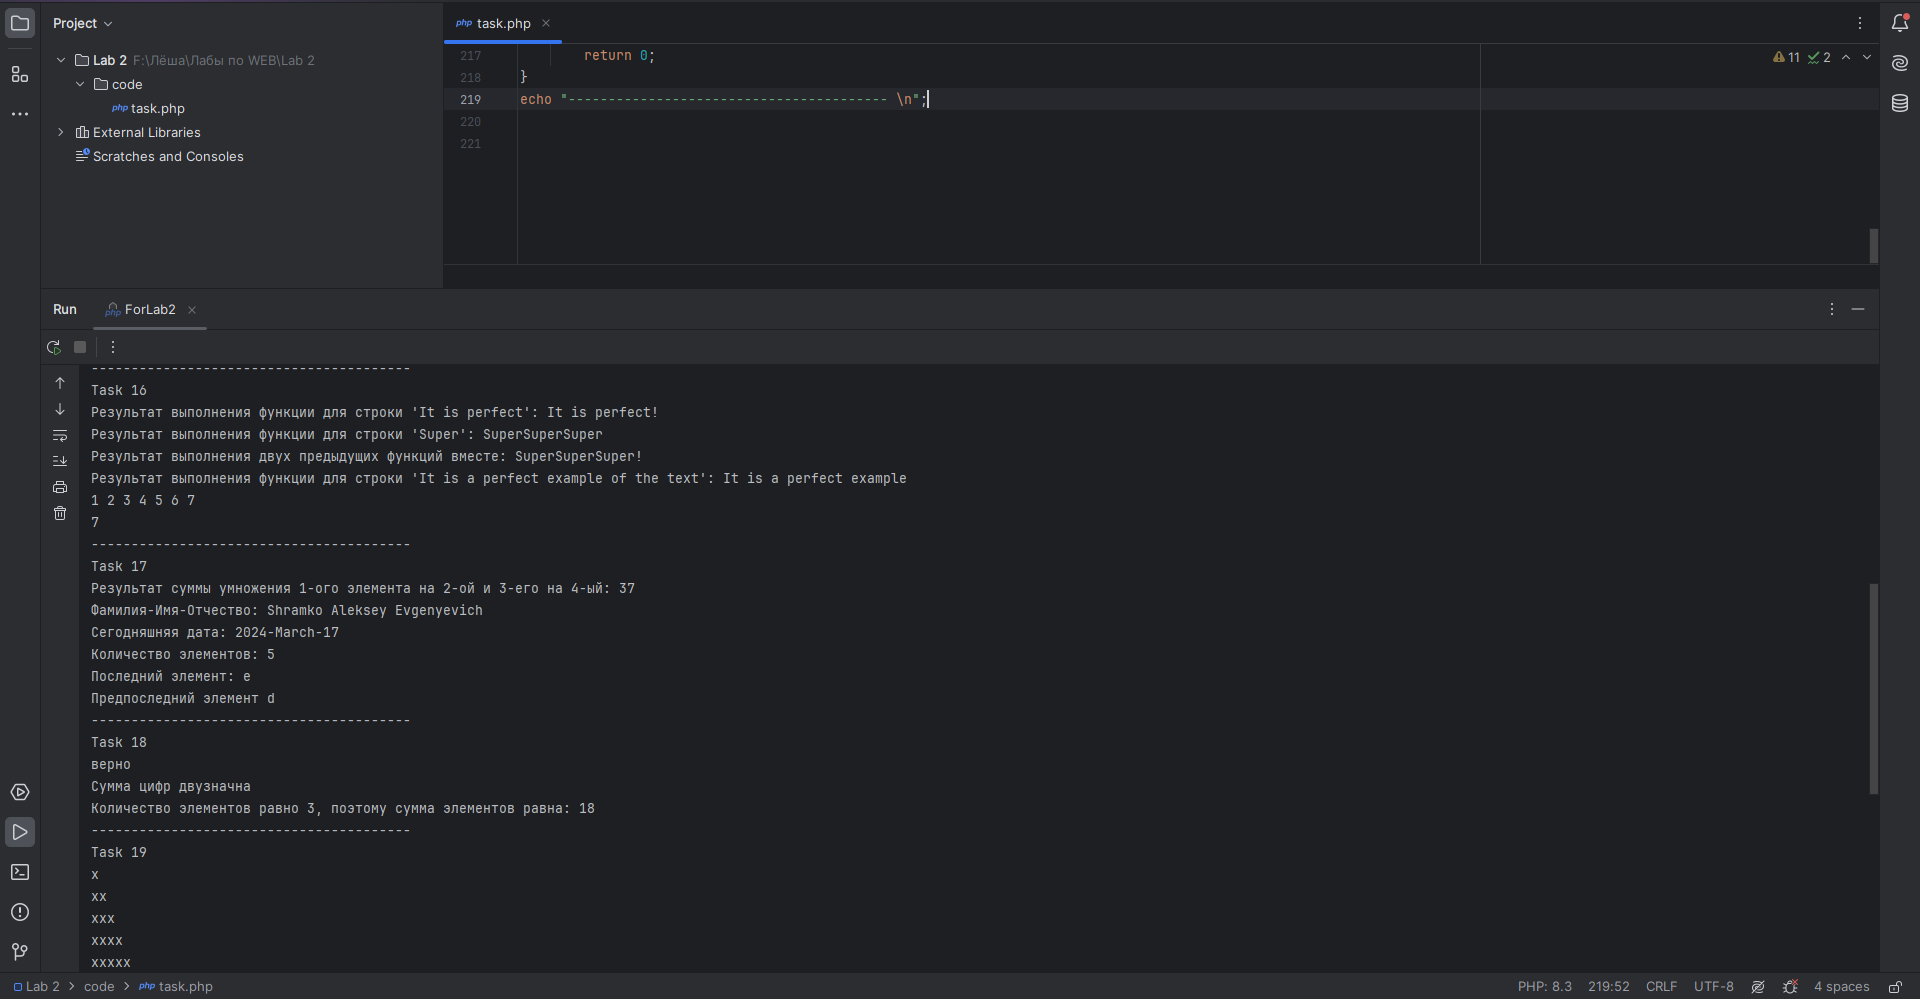 Project
Lab 2 F:\Лёша\Лабы по WEB\Lab 2
code
php task.php
External Libraries
Scratches and Consoles
php task.php
217 return 0;
218 }
219 echo "---------------------------------------- \n";
220
221
11 2
Run php ForLab2
----------------------------------------
Task 16
Результат выполнения функции для строки 'It is perfect': It is perfect!
Результат выполнения функции для строки 'Super': SuperSuperSuper
Результат выполнения двух предыдущих функций вместе: SuperSuperSuper!
Результат выполнения функции для строки 'It is a perfect example of the text': It is a perfect example
1 2 3 4 5 6 7
7
----------------------------------------
Task 17
Результат суммы умножения 1-ого элемента на 2-ой и 3-его на 4-ый: 37
Фамилия-Имя-Отчество: Shramko Aleksey Evgenyevich
Сегодняшняя дата: 2024-March-17
Количество элементов: 5
Последний элемент: e
Предпоследний элемент d
----------------------------------------
Task 18
верно
Сумма цифр двузначна
Количество элементов равно 3, поэтому сумма элементов равна: 18
----------------------------------------
Task 19
x
xx
xxx
xxxx
xxxxx
Lab 2 > code > php task.php
PHP: 8.3 219:52 CRLF UTF-8 4 spaces